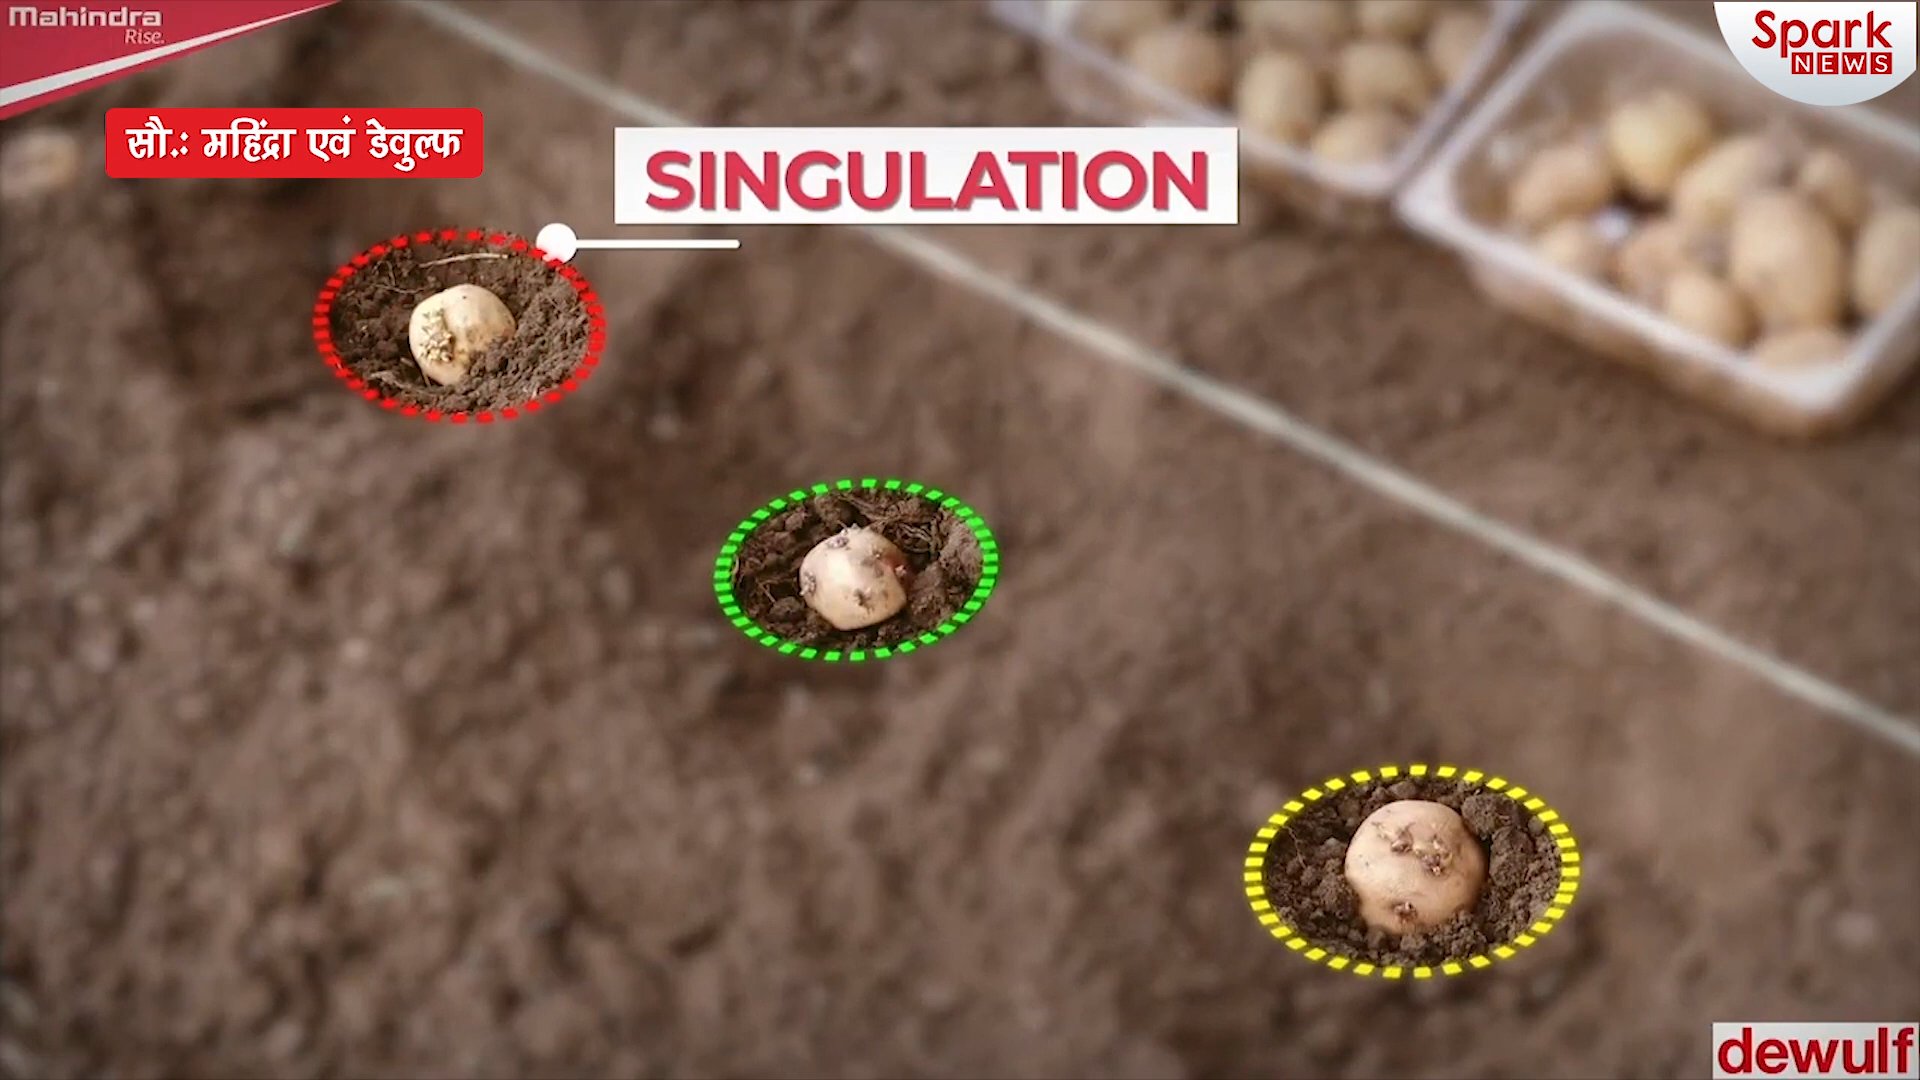 Mahindra
Rise.
Spark
NEWS
सौ.: महिंद्रा एवं डेवुल्फ
SINGULATION
dewulf